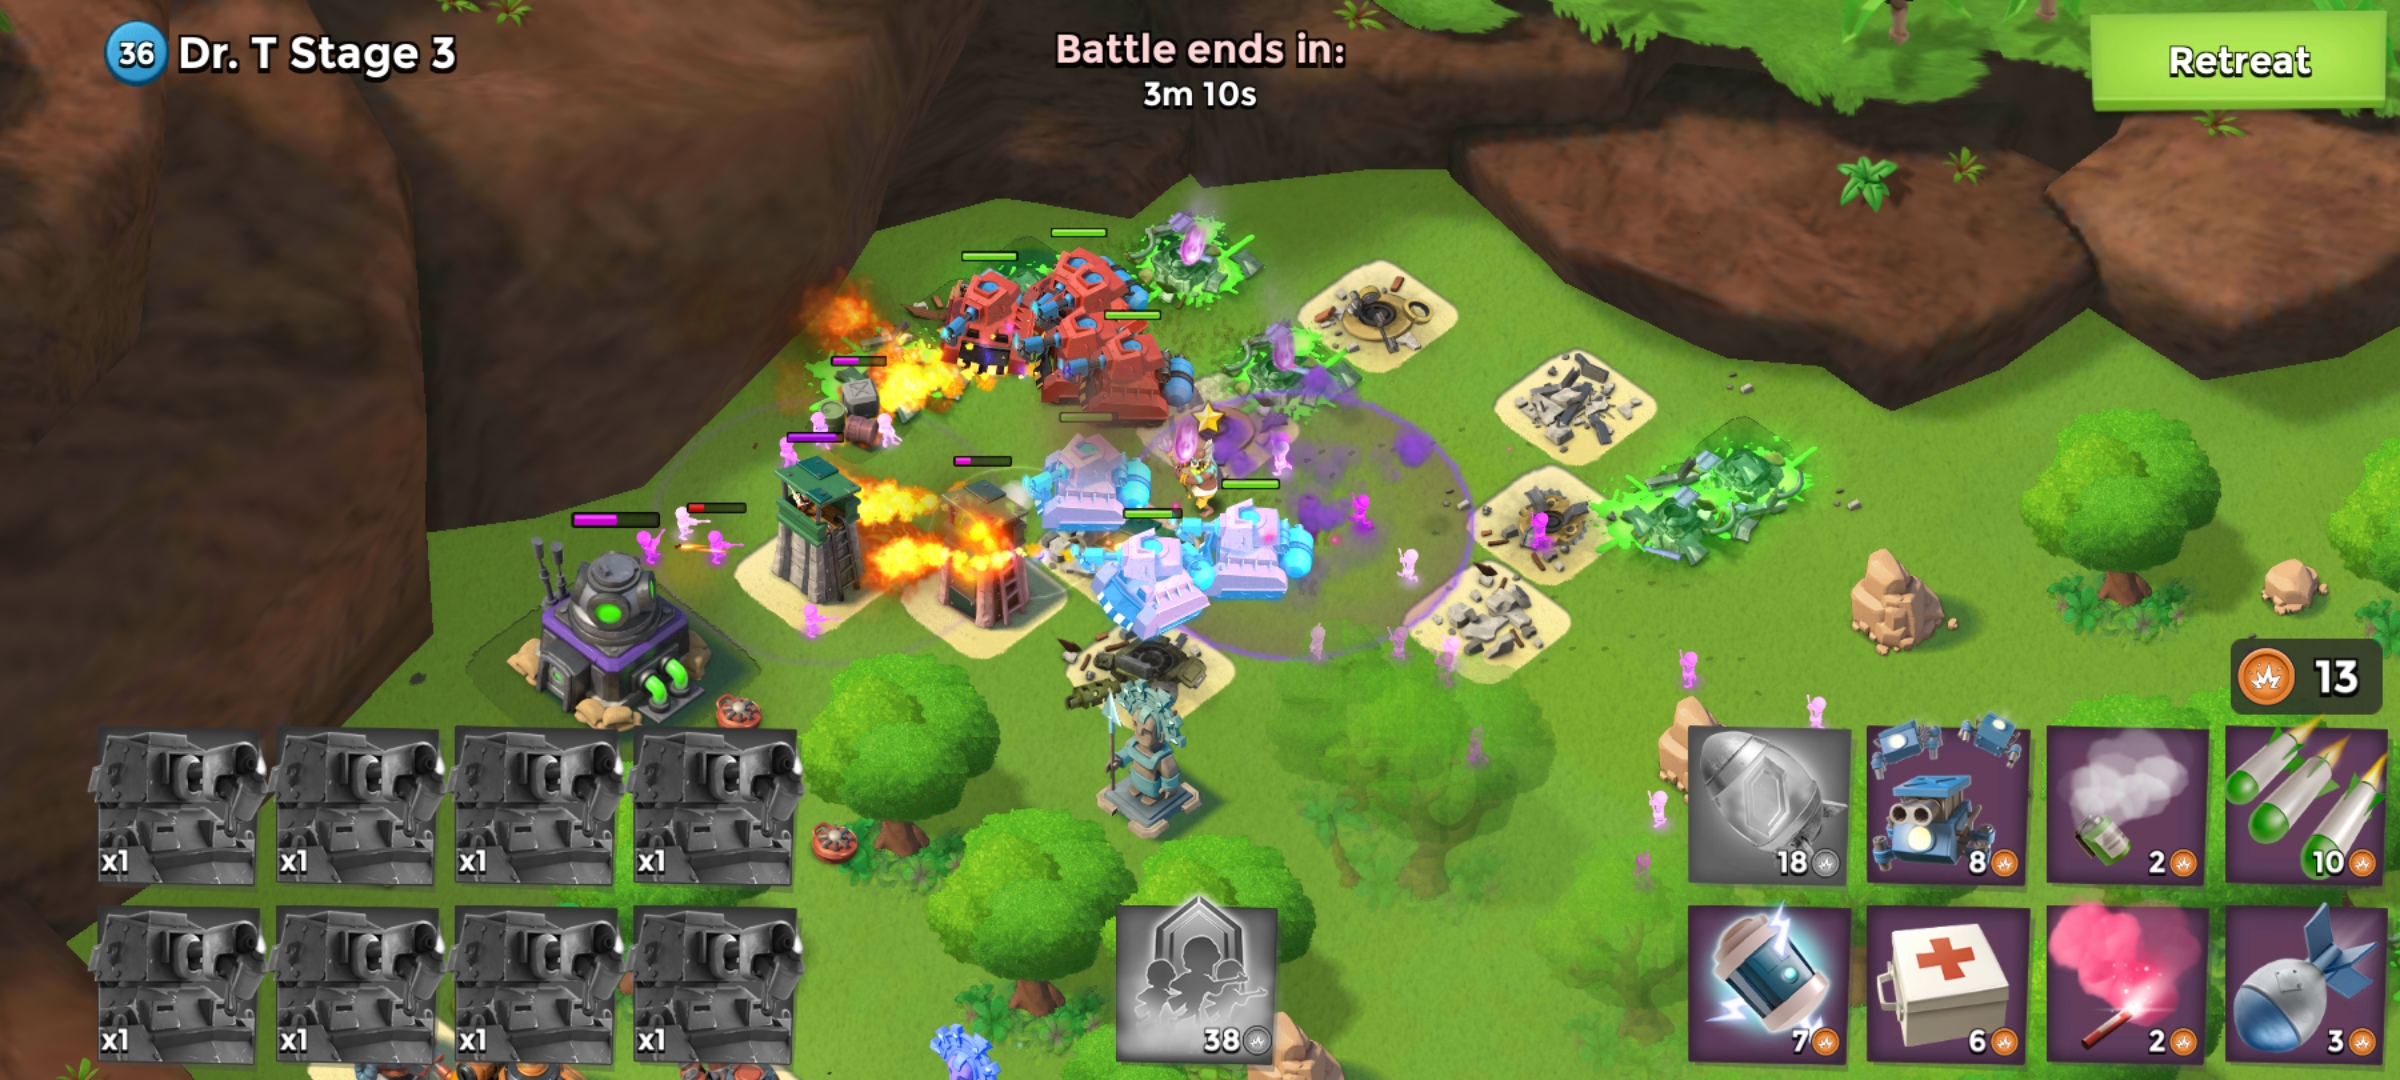 36 Dr. T Stage 3
Battle ends in:
3m 10s
Retreat
13
x1 x1 x1 x1
18 8 2 10
x1 x1 x1 x1
38
7 6 2 3